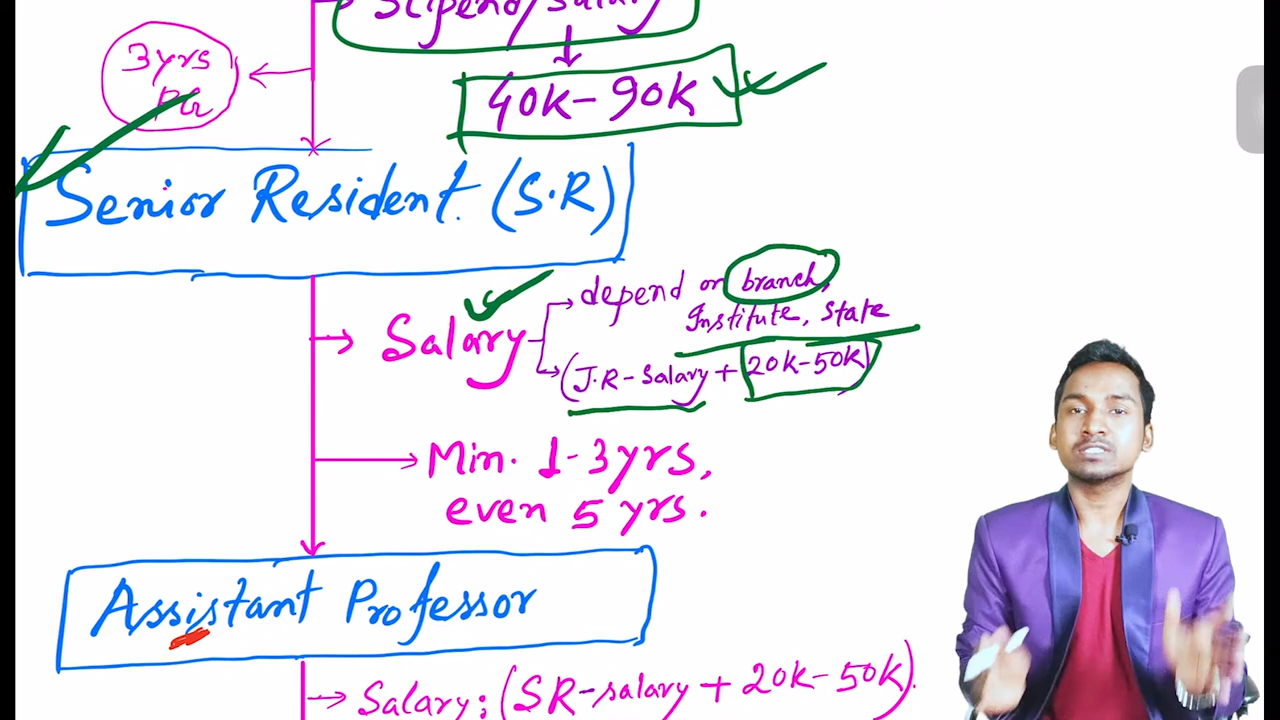 Stipend/Salary
3yrs
PG
40K-90K
Senior Resident. (S.R)
depend on branch,
Institute, State
Salary
(J.R-Salary + 20K-50K)
Min. 1-3yrs,
even 5 yrs.
Assistant Professor
Salary; (SR-salary + 20K-50K).